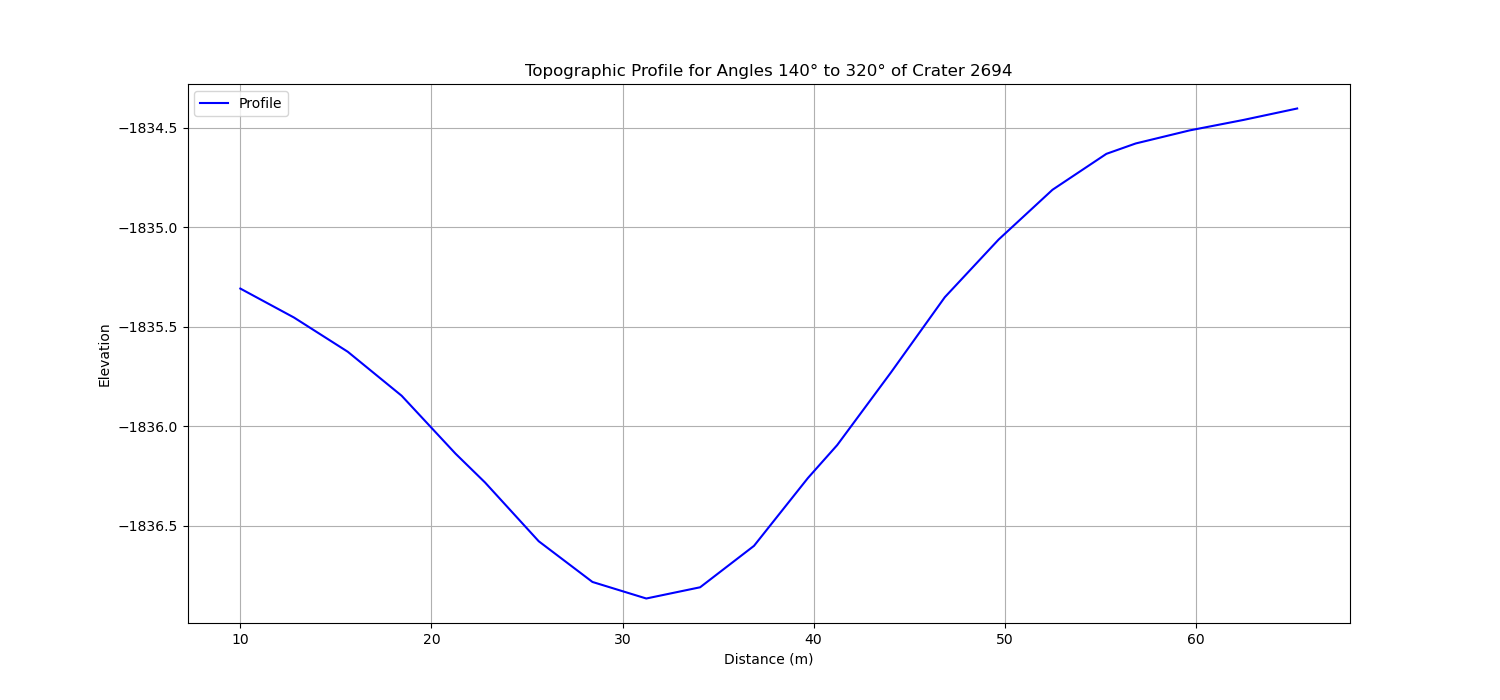 Topographic Profile for Angles 140° to 320° of Crater 2694
Profile
−1834.5
−1835.0
−1835.5
−1836.0
−1836.5
Elevation
10 20 30 40 50 60
Distance (m)